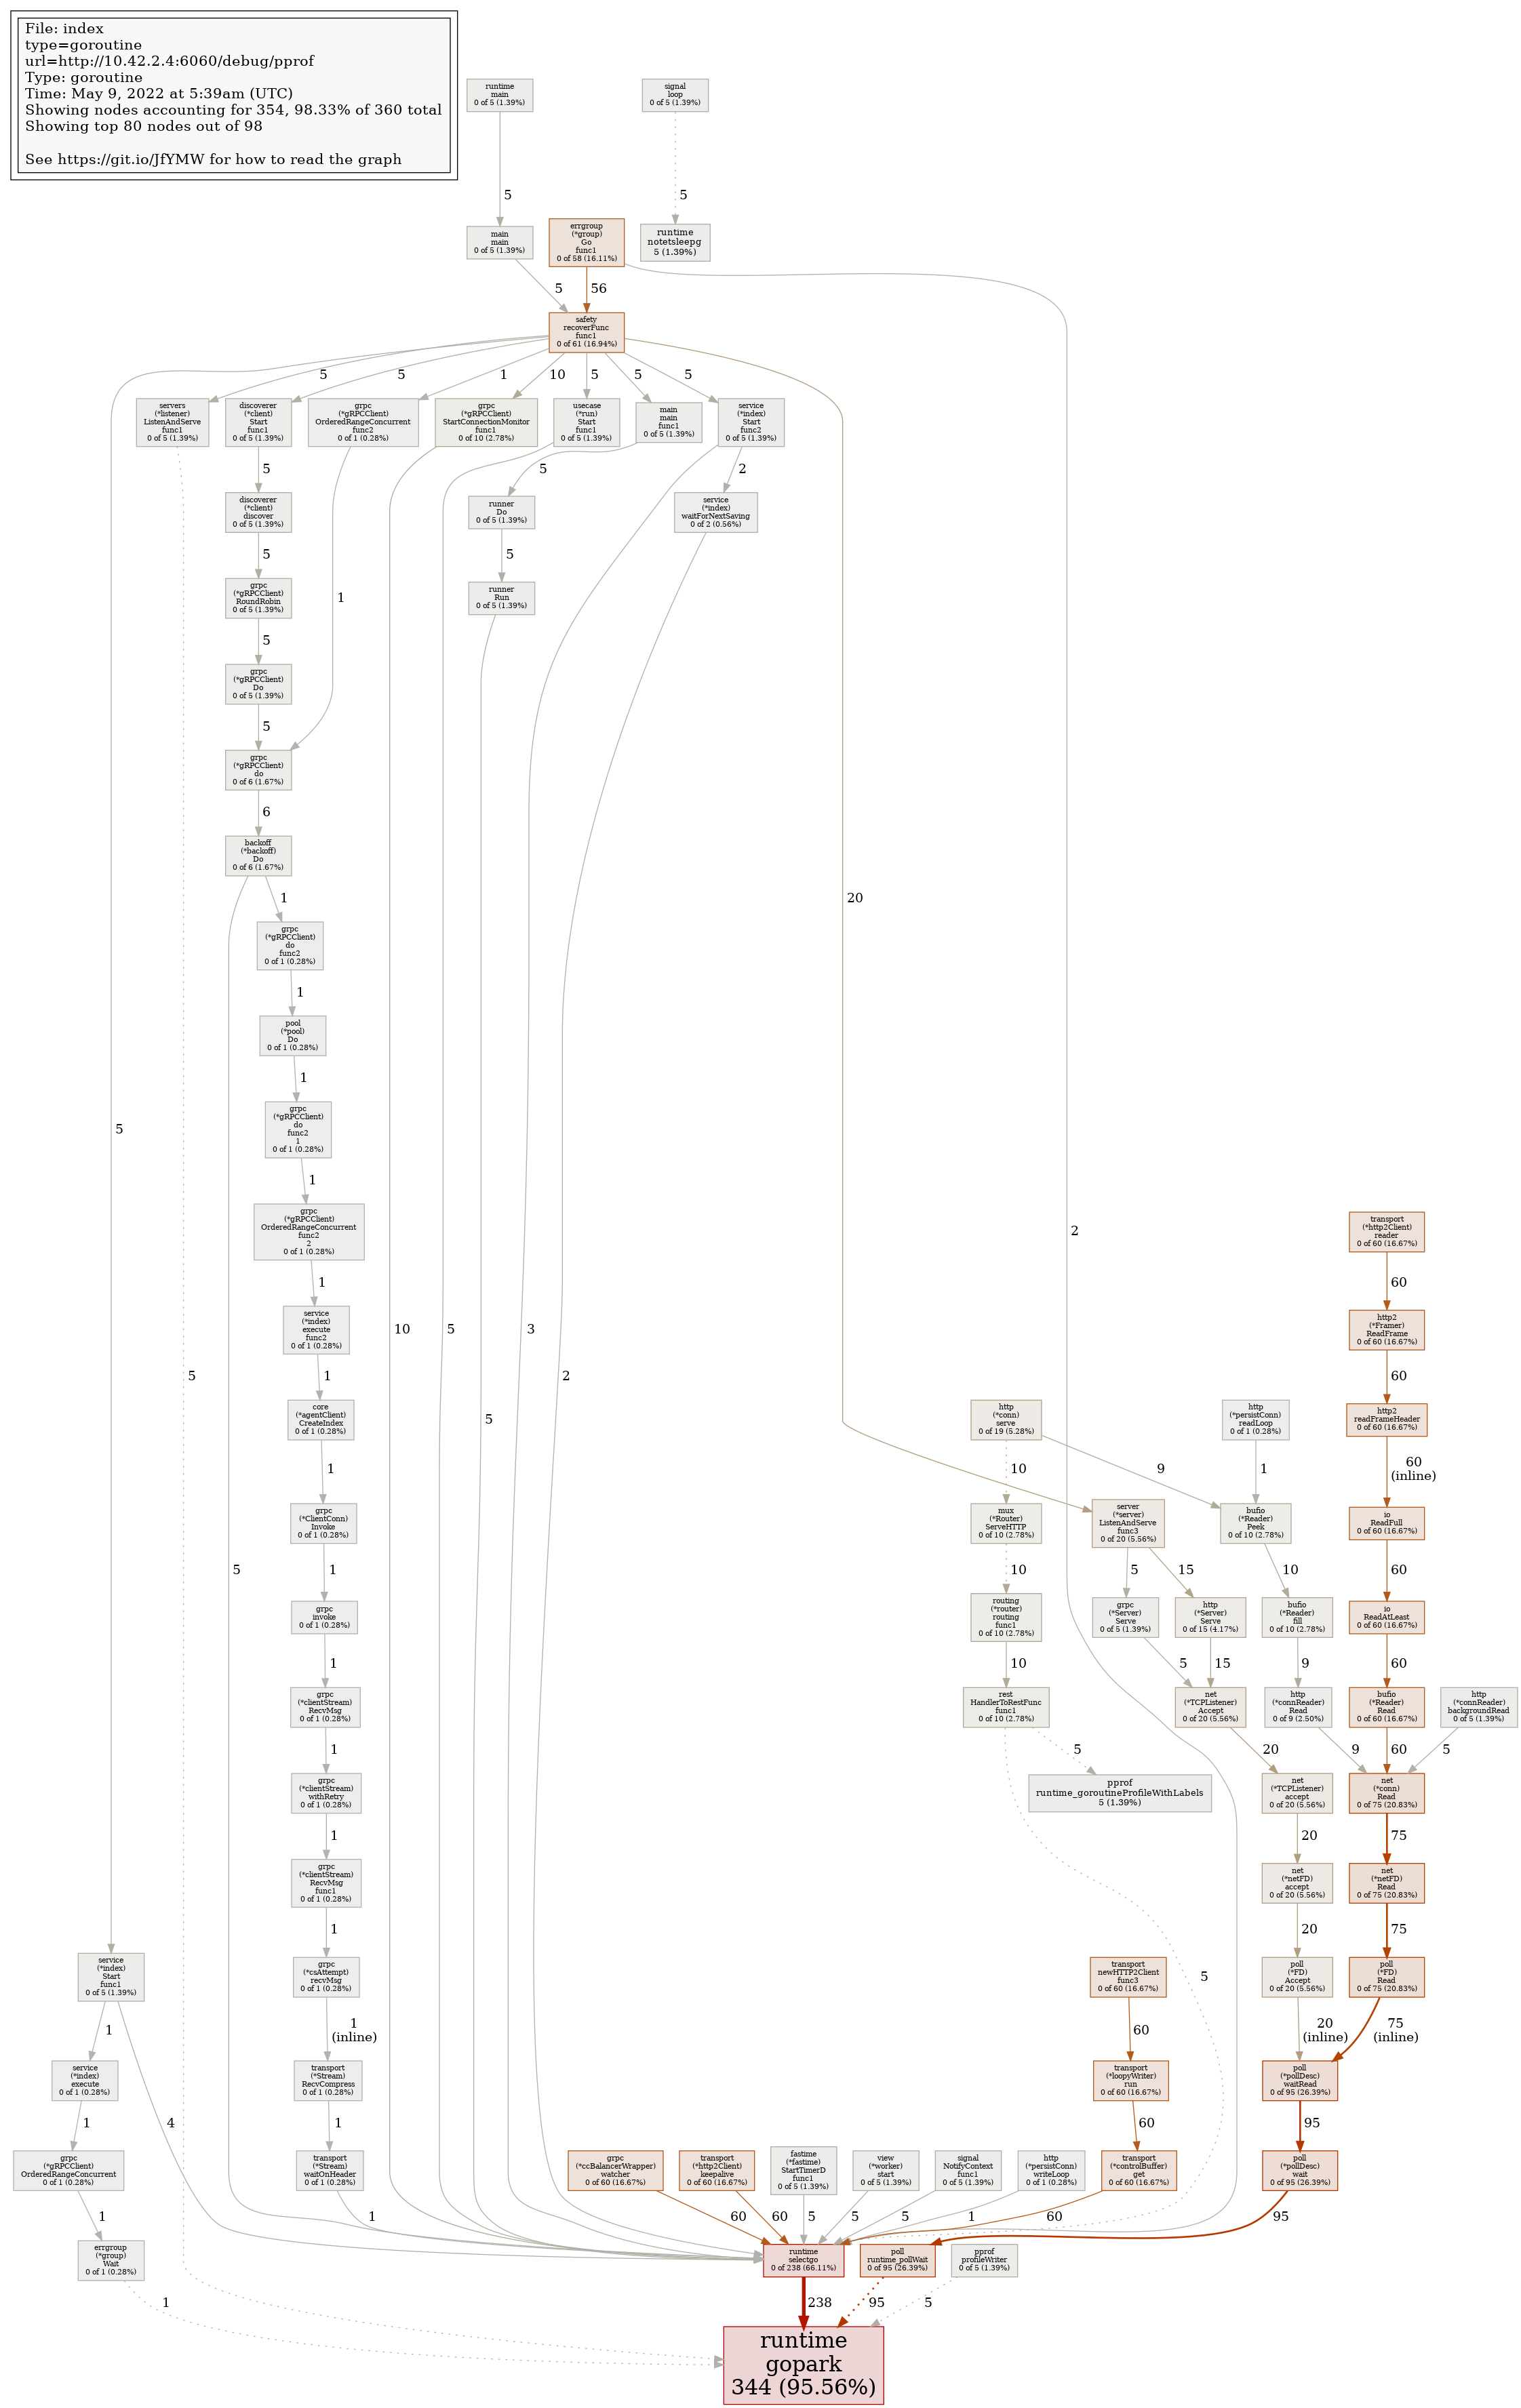 File: index
type=goroutine
url=http://10.42.2.4:6060/debug/pprof
Type: goroutine
Time: May 9, 2022 at 5:39am (UTC)
Showing nodes accounting for 354, 98.33% of 360 total
Showing top 80 nodes out of 98
See https://git.io/JfYMW for how to read the graph
runtime
main
0 of 5 (1.39%)
signal
loop
0 of 5 (1.39%)
5
5
main
main
0 of 5 (1.39%)
errgroup
(*group)
Go
func1
0 of 58 (16.11%)
runtime
notetsleepg
5 (1.39%)
5
56
safety
recoverFunc
func1
0 of 61 (16.94%)
5
5
1
10
5
5
5
servers
(*listener)
ListenAndServe
func1
0 of 5 (1.39%)
discoverer
(*client)
Start
func1
0 of 5 (1.39%)
grpc
(*gRPCClient)
OrderedRangeConcurrent
func2
0 of 1 (0.28%)
grpc
(*gRPCClient)
StartConnectionMonitor
func1
0 of 10 (2.78%)
usecase
(*run)
Start
func1
0 of 5 (1.39%)
main
main
func1
0 of 5 (1.39%)
service
(*index)
Start
func2
0 of 5 (1.39%)
5
5
2
discoverer
(*client)
discover
0 of 5 (1.39%)
runner
Do
0 of 5 (1.39%)
service
(*index)
waitForNextSaving
0 of 2 (0.56%)
5
5
grpc
(*gRPCClient)
RoundRobin
0 of 5 (1.39%)
1
runner
Run
0 of 5 (1.39%)
5
grpc
(*gRPCClient)
Do
0 of 5 (1.39%)
5
grpc
(*gRPCClient)
do
0 of 6 (1.67%)
6
backoff
(*backoff)
Do
0 of 6 (1.67%)
1
20
grpc
(*gRPCClient)
do
func2
0 of 1 (0.28%)
1
pool
(*pool)
Do
0 of 1 (0.28%)
1
grpc
(*gRPCClient)
do
func2
1
0 of 1 (0.28%)
5
1
grpc
(*gRPCClient)
OrderedRangeConcurrent
func2
2
0 of 1 (0.28%)
2
transport
(*http2Client)
reader
0 of 60 (16.67%)
1
60
service
(*index)
execute
func2
0 of 1 (0.28%)
10
5
3
http2
(*Framer)
ReadFrame
0 of 60 (16.67%)
5
1
2
60
core
(*agentClient)
CreateIndex
0 of 1 (0.28%)
5
http
(*conn)
serve
0 of 19 (5.28%)
http
(*persistConn)
readLoop
0 of 1 (0.28%)
http2
readFrameHeader
0 of 60 (16.67%)
1
10
9
1
60
(inline)
grpc
(*ClientConn)
Invoke
0 of 1 (0.28%)
mux
(*Router)
ServeHTTP
0 of 10 (2.78%)
server
(*server)
ListenAndServe
func3
0 of 20 (5.56%)
bufio
(*Reader)
Peek
0 of 10 (2.78%)
io
ReadFull
0 of 60 (16.67%)
5
1
10
5
15
10
60
grpc
invoke
0 of 1 (0.28%)
routing
(*router)
routing
func1
0 of 10 (2.78%)
grpc
(*Server)
Serve
0 of 5 (1.39%)
http
(*Server)
Serve
0 of 15 (4.17%)
bufio
(*Reader)
fill
0 of 10 (2.78%)
io
ReadAtLeast
0 of 60 (16.67%)
1
10
5
15
9
60
grpc
(*clientStream)
RecvMsg
0 of 1 (0.28%)
rest
HandlerToRestFunc
func1
0 of 10 (2.78%)
net
(*TCPListener)
Accept
0 of 20 (5.56%)
http
(*connReader)
Read
0 of 9 (2.50%)
bufio
(*Reader)
Read
0 of 60 (16.67%)
http
(*connReader)
backgroundRead
0 of 5 (1.39%)
1
5
20
9
60
5
grpc
(*clientStream)
withRetry
0 of 1 (0.28%)
pprof
runtime_goroutineProfileWithLabels
5 (1.39%)
net
(*TCPListener)
accept
0 of 20 (5.56%)
net
(*conn)
Read
0 of 75 (20.83%)
1
20
75
grpc
(*clientStream)
RecvMsg
func1
0 of 1 (0.28%)
net
(*netFD)
accept
0 of 20 (5.56%)
net
(*netFD)
Read
0 of 75 (20.83%)
1
20
75
service
(*index)
Start
func1
0 of 5 (1.39%)
grpc
(*csAttempt)
recvMsg
0 of 1 (0.28%)
transport
newHTTP2Client
func3
0 of 60 (16.67%)
5
poll
(*FD)
Accept
0 of 20 (5.56%)
poll
(*FD)
Read
0 of 75 (20.83%)
1
1
(inline)
60
20
(inline)
75
(inline)
service
(*index)
execute
0 of 1 (0.28%)
transport
(*Stream)
RecvCompress
0 of 1 (0.28%)
transport
(*loopyWriter)
run
0 of 60 (16.67%)
poll
(*pollDesc)
waitRead
0 of 95 (26.39%)
1
4
1
60
95
grpc
(*gRPCClient)
OrderedRangeConcurrent
0 of 1 (0.28%)
transport
(*Stream)
waitOnHeader
0 of 1 (0.28%)
grpc
(*ccBalancerWrapper)
watcher
0 of 60 (16.67%)
transport
(*http2Client)
keepalive
0 of 60 (16.67%)
fastime
(*fastime)
StartTimerD
func1
0 of 5 (1.39%)
view
(*worker)
start
0 of 5 (1.39%)
signal
NotifyContext
func1
0 of 5 (1.39%)
http
(*persistConn)
writeLoop
0 of 1 (0.28%)
transport
(*controlBuffer)
get
0 of 60 (16.67%)
poll
(*pollDesc)
wait
0 of 95 (26.39%)
1
1
60
60
5
5
5
1
60
95
errgroup
(*group)
Wait
0 of 1 (0.28%)
runtime
selectgo
0 of 238 (66.11%)
poll
runtime_pollWait
0 of 95 (26.39%)
pprof
profileWriter
0 of 5 (1.39%)
1
238
95
5
runtime
gopark
344 (95.56%)